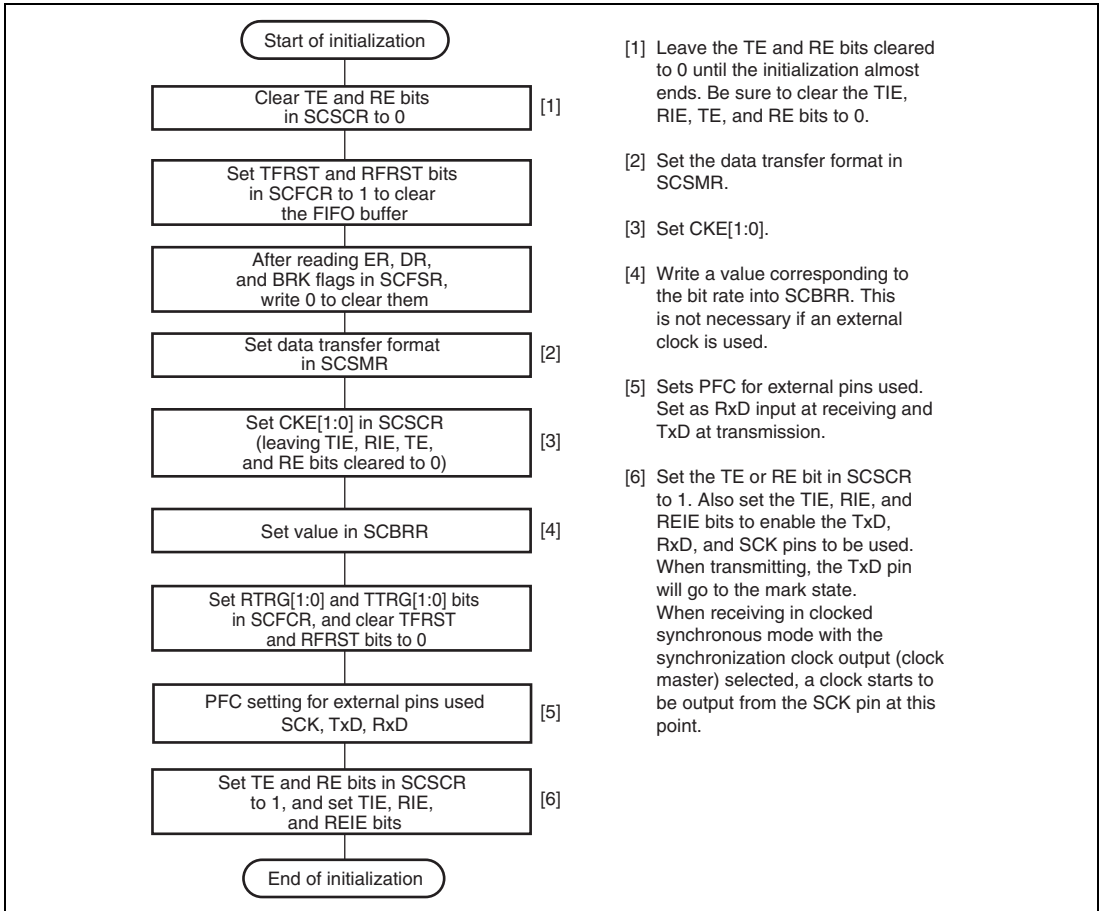 Start of initialization
Clear TE and RE bits
in SCSCR to 0
[1]
Set TFRST and RFRST bits
in SCFCR to 1 to clear
the FIFO buffer
After reading ER, DR,
and BRK flags in SCFSR,
write 0 to clear them
Set data transfer format
in SCSMR
[2]
Set CKE[1:0] in SCSCR
(leaving TIE, RIE, TE,
and RE bits cleared to 0)
[3]
Set value in SCBRR
[4]
Set RTRG[1:0] and TTRG[1:0] bits
in SCFCR, and clear TFRST
and RFRST bits to 0
PFC setting for external pins used
SCK, TxD, RxD
[5]
Set TE and RE bits in SCSCR
to 1, and set TIE, RIE,
and REIE bits
[6]
End of initialization
[1] Leave the TE and RE bits cleared
to 0 until the initialization almost
ends. Be sure to clear the TIE,
RIE, TE, and RE bits to 0.
[2] Set the data transfer format in
SCSMR.
[3] Set CKE[1:0].
[4] Write a value corresponding to
the bit rate into SCBRR. This
is not necessary if an external
clock is used.
[5] Sets PFC for external pins used.
Set as RxD input at receiving and
TxD at transmission.
[6] Set the TE or RE bit in SCSCR
to 1. Also set the TIE, RIE, and
REIE bits to enable the TxD,
RxD, and SCK pins to be used.
When transmitting, the TxD pin
will go to the mark state.
When receiving in clocked
synchronous mode with the
synchronization clock output (clock
master) selected, a clock starts to
be output from the SCK pin at this
point.